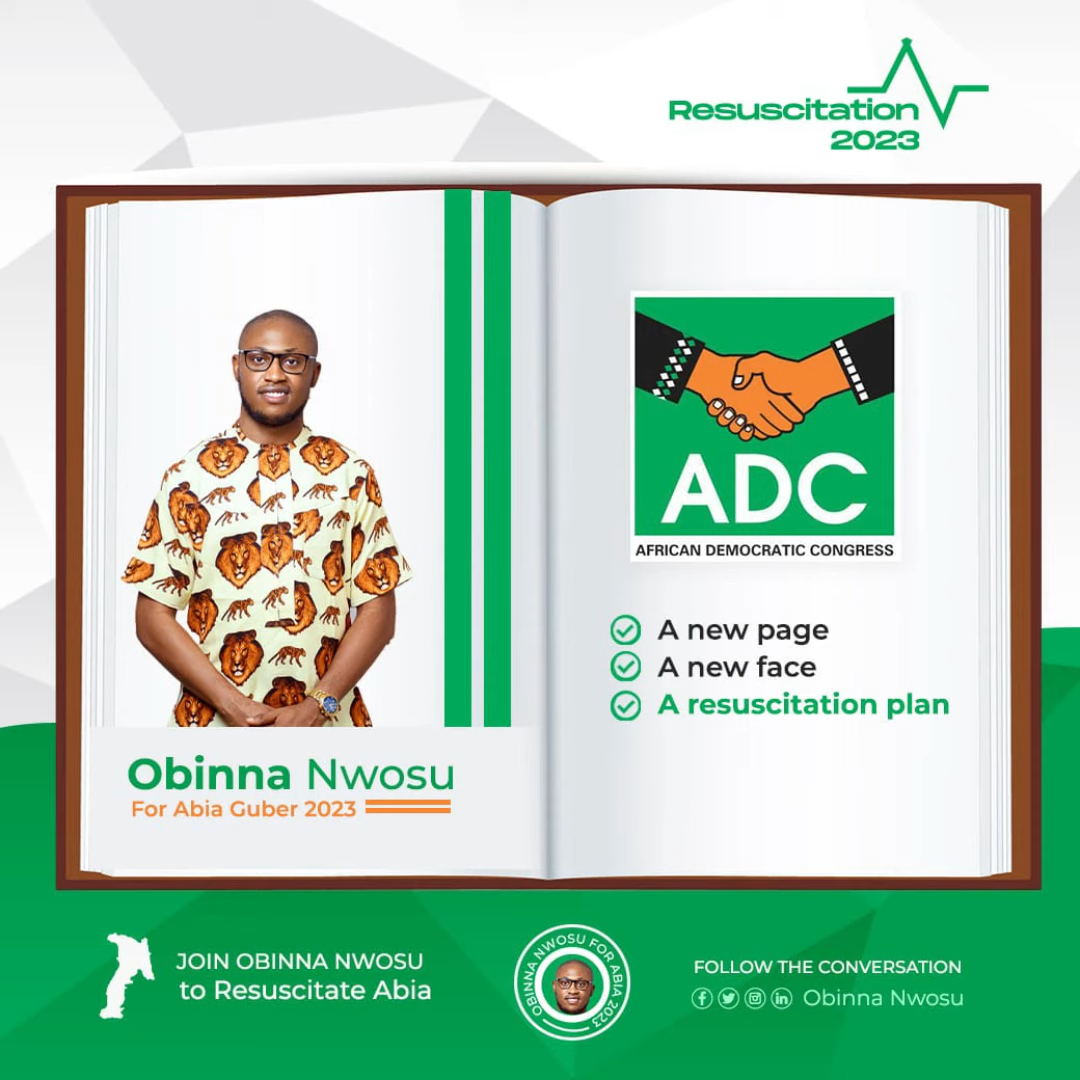 Resuscitation
2023
ADC
AFRICAN DEMOCRATIC CONGRESS
A new page
A new face
A resuscitation plan
Obinna Nwosu
For Abia Guber 2023
JOIN OBINNA NWOSU
to Resuscitate Abia
OBINNA NWOSU FOR ABIA 2023
FOLLOW THE CONVERSATION
Obinna Nwosu